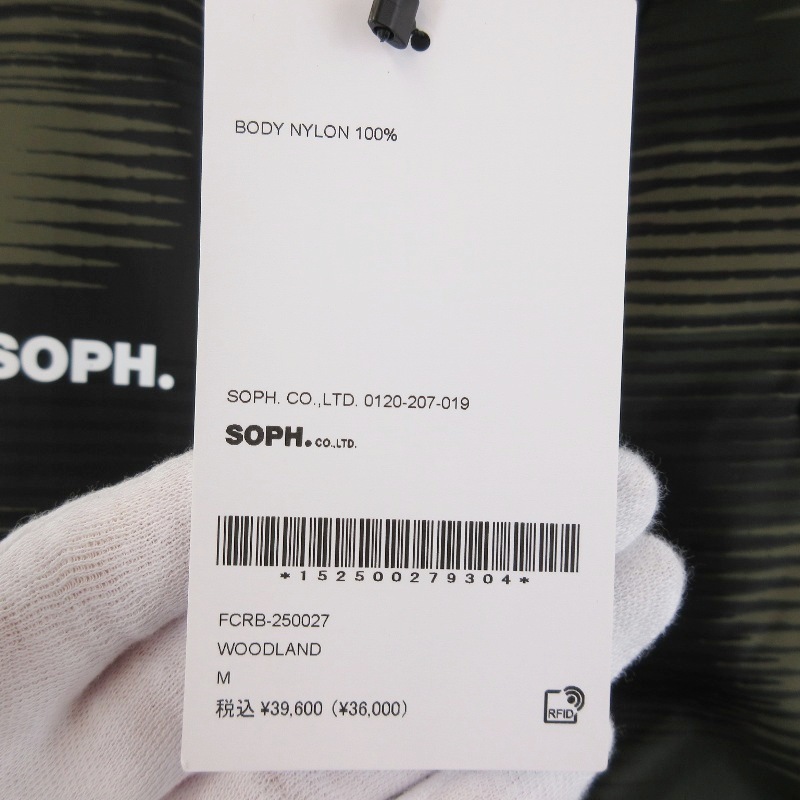 BODY NYLON 100%
SOPH.
SOPH. CO.,LTD. 0120-207-019
SOPH. CO.,LTD.
*152500279304*
FCRB-250027
WOODLAND
M
税込 ¥39,600（¥36,000）
RFID